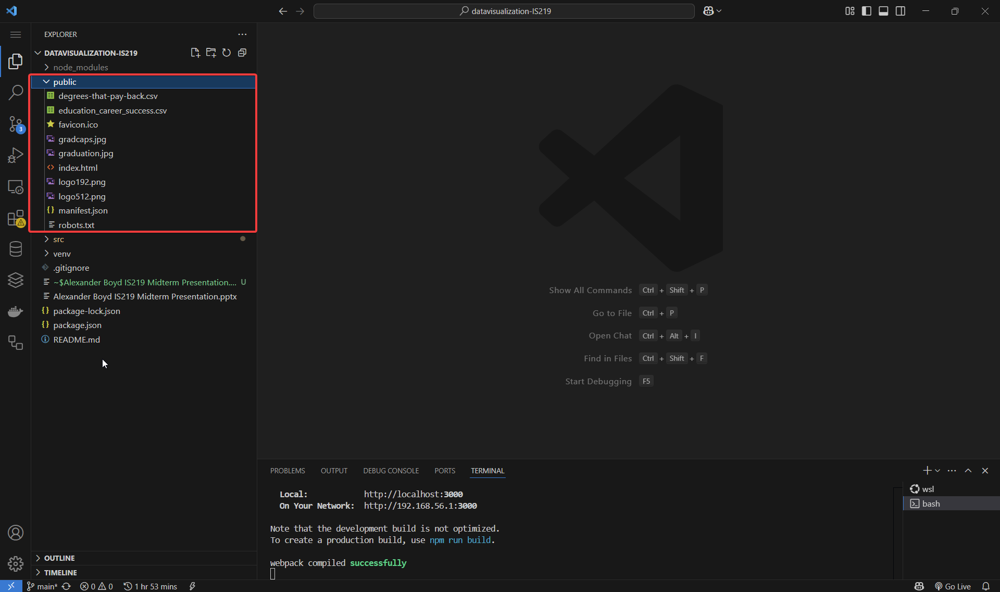 datavisualization-IS219
EXPLORER
DATAVISUALIZATION-IS219
node_modules
public
degrees-that-pay-back.csv
education_career_success.csv
favicon.ico
gradcaps.jpg
graduation.jpg
index.html
logo192.png
logo512.png
manifest.json
robots.txt
src
venv
.gitignore
~$Alexander Boyd IS219 Midterm Presentation.... U
Alexander Boyd IS219 Midterm Presentation.pptx
package-lock.json
package.json
README.md
OUTLINE
TIMELINE
3
Show All Commands Ctrl + Shift + P
Go to File Ctrl + P
Open Chat Ctrl + Alt + I
Find in Files Ctrl + Shift + F
Start Debugging F5
PROBLEMS OUTPUT DEBUG CONSOLE PORTS TERMINAL
Local: http://localhost:3000
On Your Network: http://192.168.56.1:3000
Note that the development build is not optimized.
To create a production build, use npm run build.
webpack compiled successfully
wsl
bash
main* 0 0 1 hr 53 mins Go Live